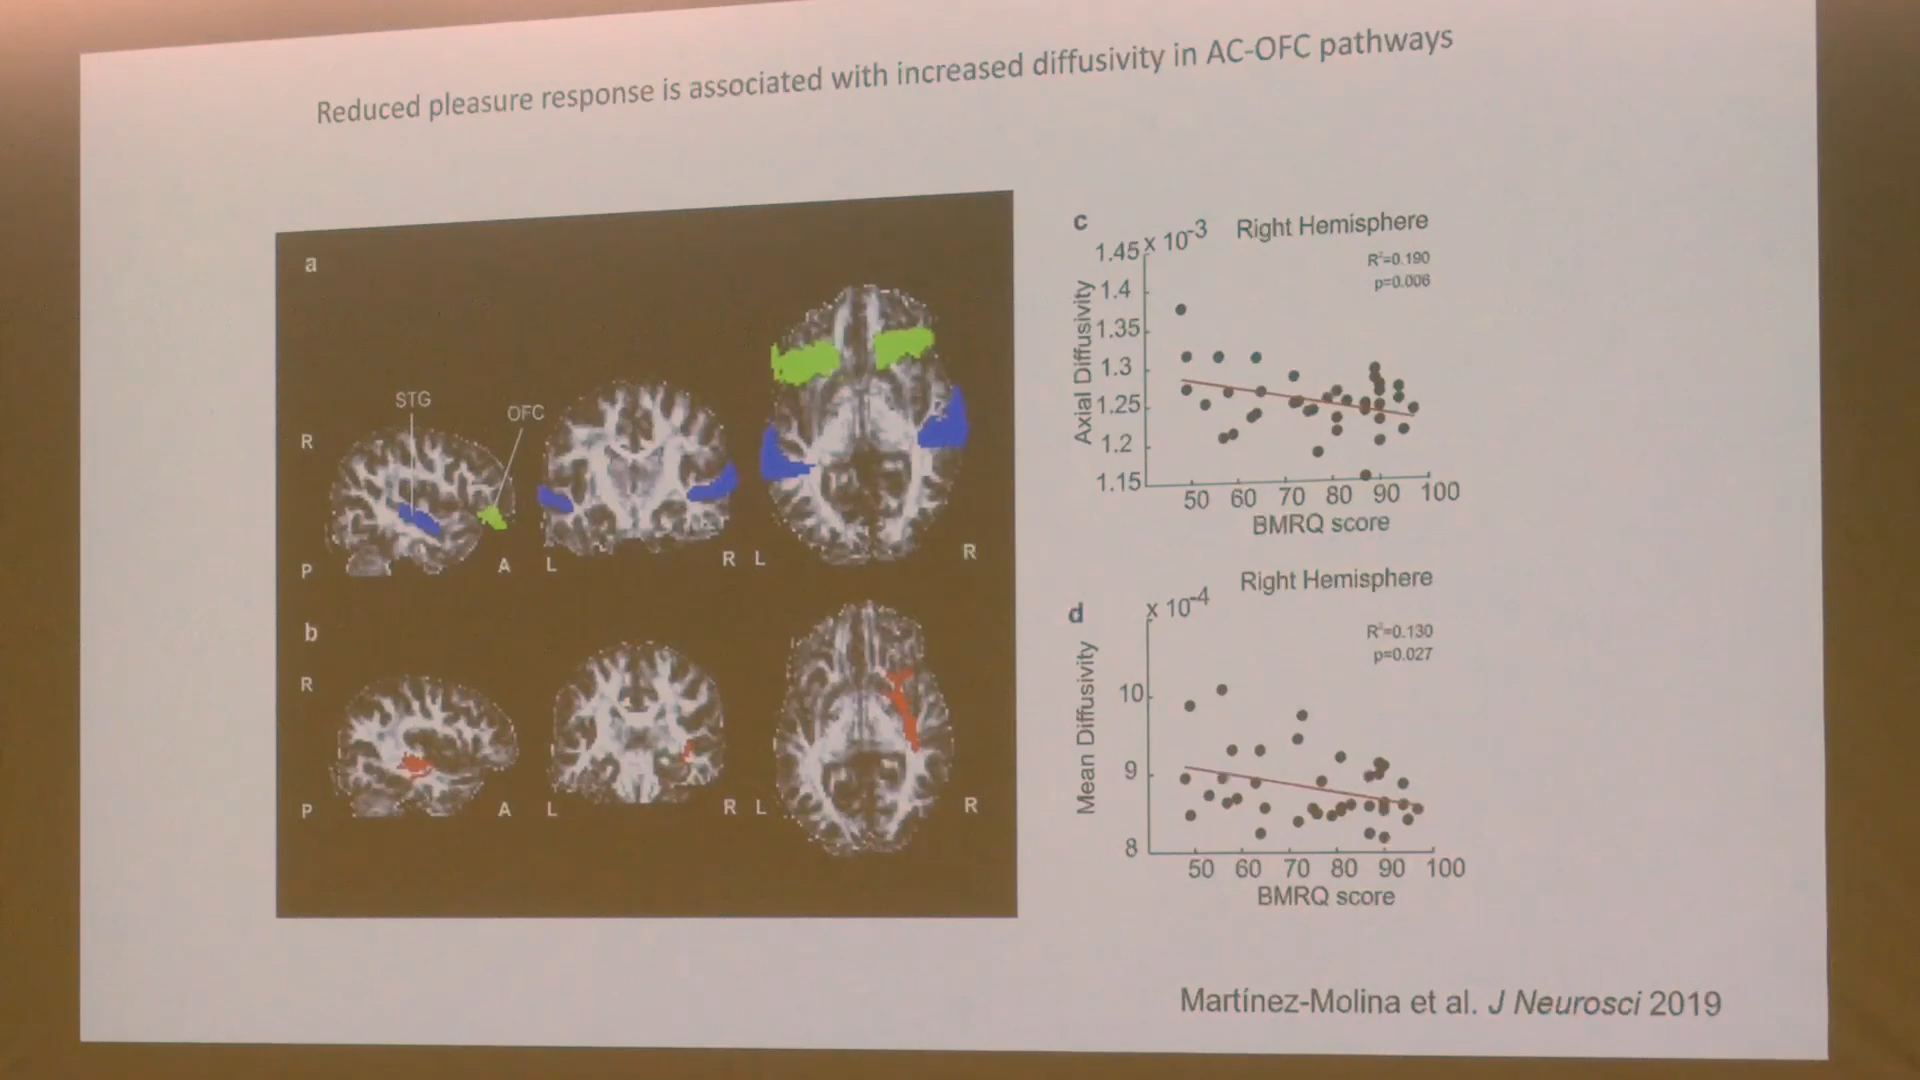 Reduced pleasure response is associated with increased diffusivity in AC-OFC pathways
a
STG
OFC
R
P
A
L
R
L
R
b
R
P
A
L
R
L
R
c
Right Hemisphere
x 10-3
R²=0.190
p=0.006
Axial Diffusivity
1.45
1.4
1.35
1.3
1.25
1.2
1.15
50 60 70 80 90 100
BMRQ score
d
Right Hemisphere
x 10-4
R²=0.130
p=0.027
Mean Diffusivity
10
9
8
50 60 70 80 90 100
BMRQ score
Martínez-Molina et al. J Neurosci 2019